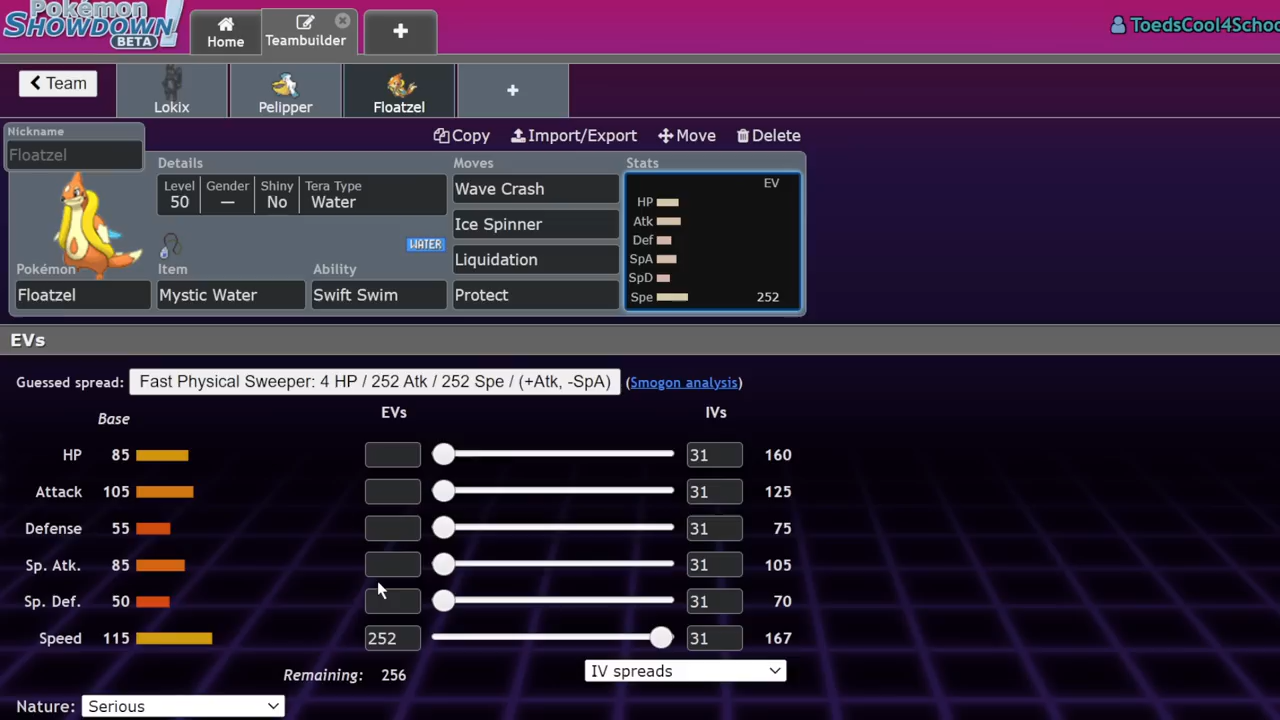 Pokémon
SHOWDOWN!
BETA
Home
Teambuilder
+
ToedsCool4Schoo
Team
Lokix
Pelipper
Floatzel
+
Nickname
Floatzel
Copy
Import/Export
Move
Delete
Details
Moves
Stats
Level
Gender
Shiny
Tera Type
50
—
No
Water
Wave Crash
EV
HP
Atk
Def
SpA
SpD
Spe
252
Ice Spinner
WATER
Liquidation
Pokémon
Item
Ability
Floatzel
Mystic Water
Swift Swim
Protect
EVs
Guessed spread:
Fast Physical Sweeper: 4 HP / 252 Atk / 252 Spe / (+Atk, -SpA)
(Smogon analysis)
Base
EVs
IVs
HP 85 31 160
Attack 105 31 125
Defense 55 31 75
Sp. Atk. 85 31 105
Sp. Def. 50 31 70
Speed 115 252 31 167
Remaining: 256
IV spreads
Nature: Serious